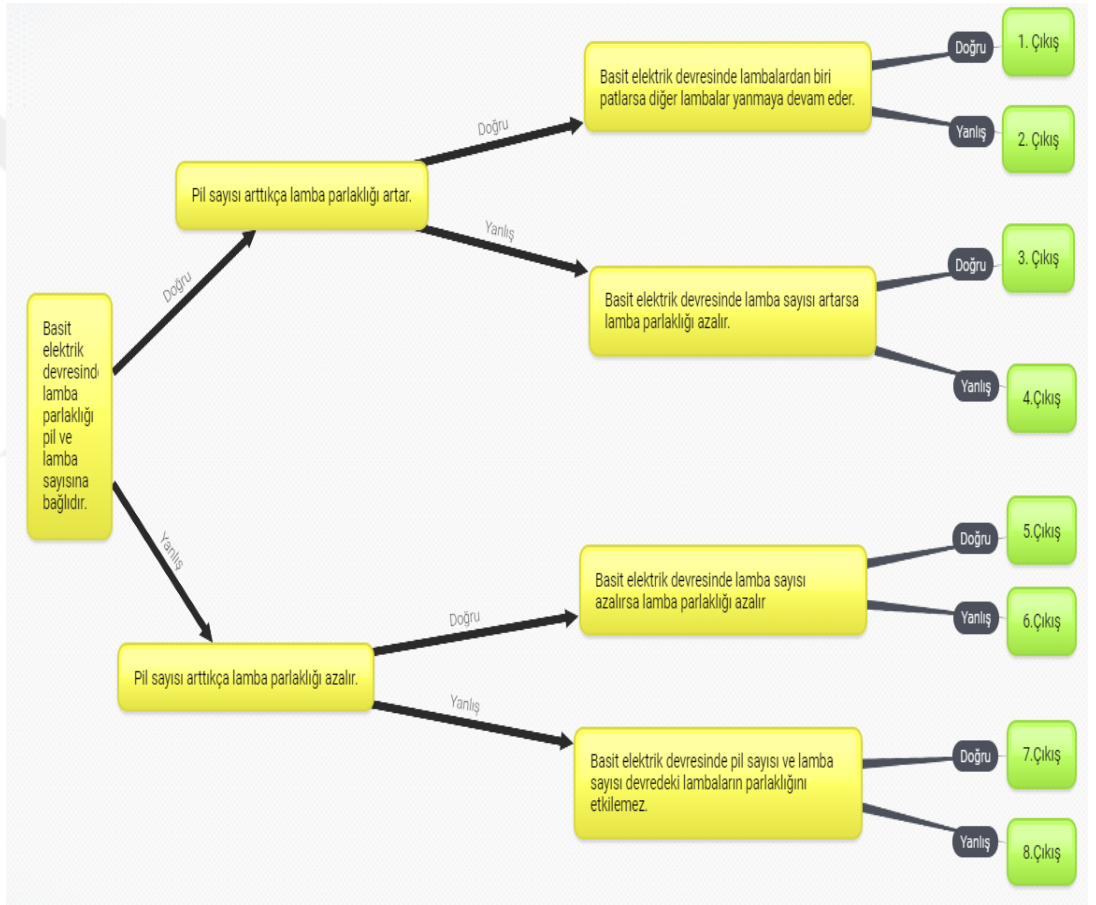 Basit
elektrik
devresind
lamba
parlaklığı
pil ve
lamba
sayısına
bağlıdır.
Doğru
Pil sayısı arttıkça lamba parlaklığı artar.
Doğru
Basit elektrik devresinde lambalardan biri
patlarsa diğer lambalar yanmaya devam eder.
Doğru
1. Çıkış
Yanlış
2. Çıkış
Yanlış
Basit elektrik devresinde lamba sayısı artarsa
lamba parlaklığı azalır.
Doğru
3. Çıkış
Yanlış
4.Çıkış
Yanlış
Pil sayısı arttıkça lamba parlaklığı azalır.
Doğru
Basit elektrik devresinde lamba sayısı
azalırsa lamba parlaklığı azalır
Doğru
5.Çıkış
Yanlış
6.Çıkış
Yanlış
Basit elektrik devresinde pil sayısı ve lamba
sayısı devredeki lambaların parlaklığını
etkilemez.
Doğru
7.Çıkış
Yanlış
8.Çıkış